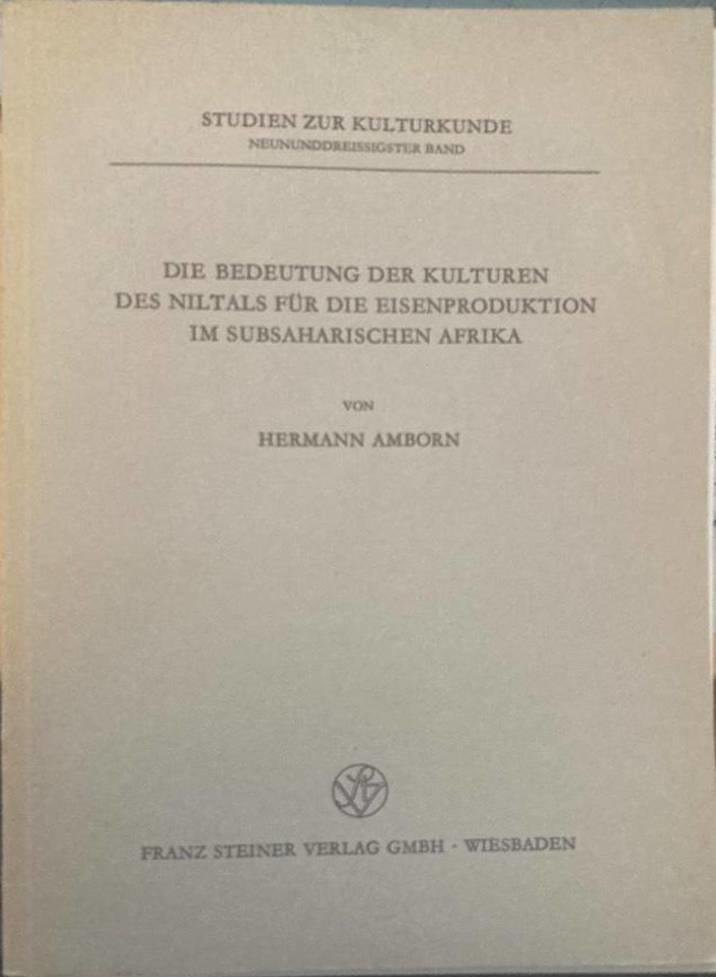 STUDIEN ZUR KULTURKUNDE
NEUNUNDDREISSIGSTER BAND
DIE BEDEUTUNG DER KULTUREN
DES NILTALS FÜR DIE EISENPRODUKTION
IM SUBSAHARISCHEN AFRIKA
VON
HERMANN AMBORN
FRANZ STEINER VERLAG GMBH · WIESBADEN